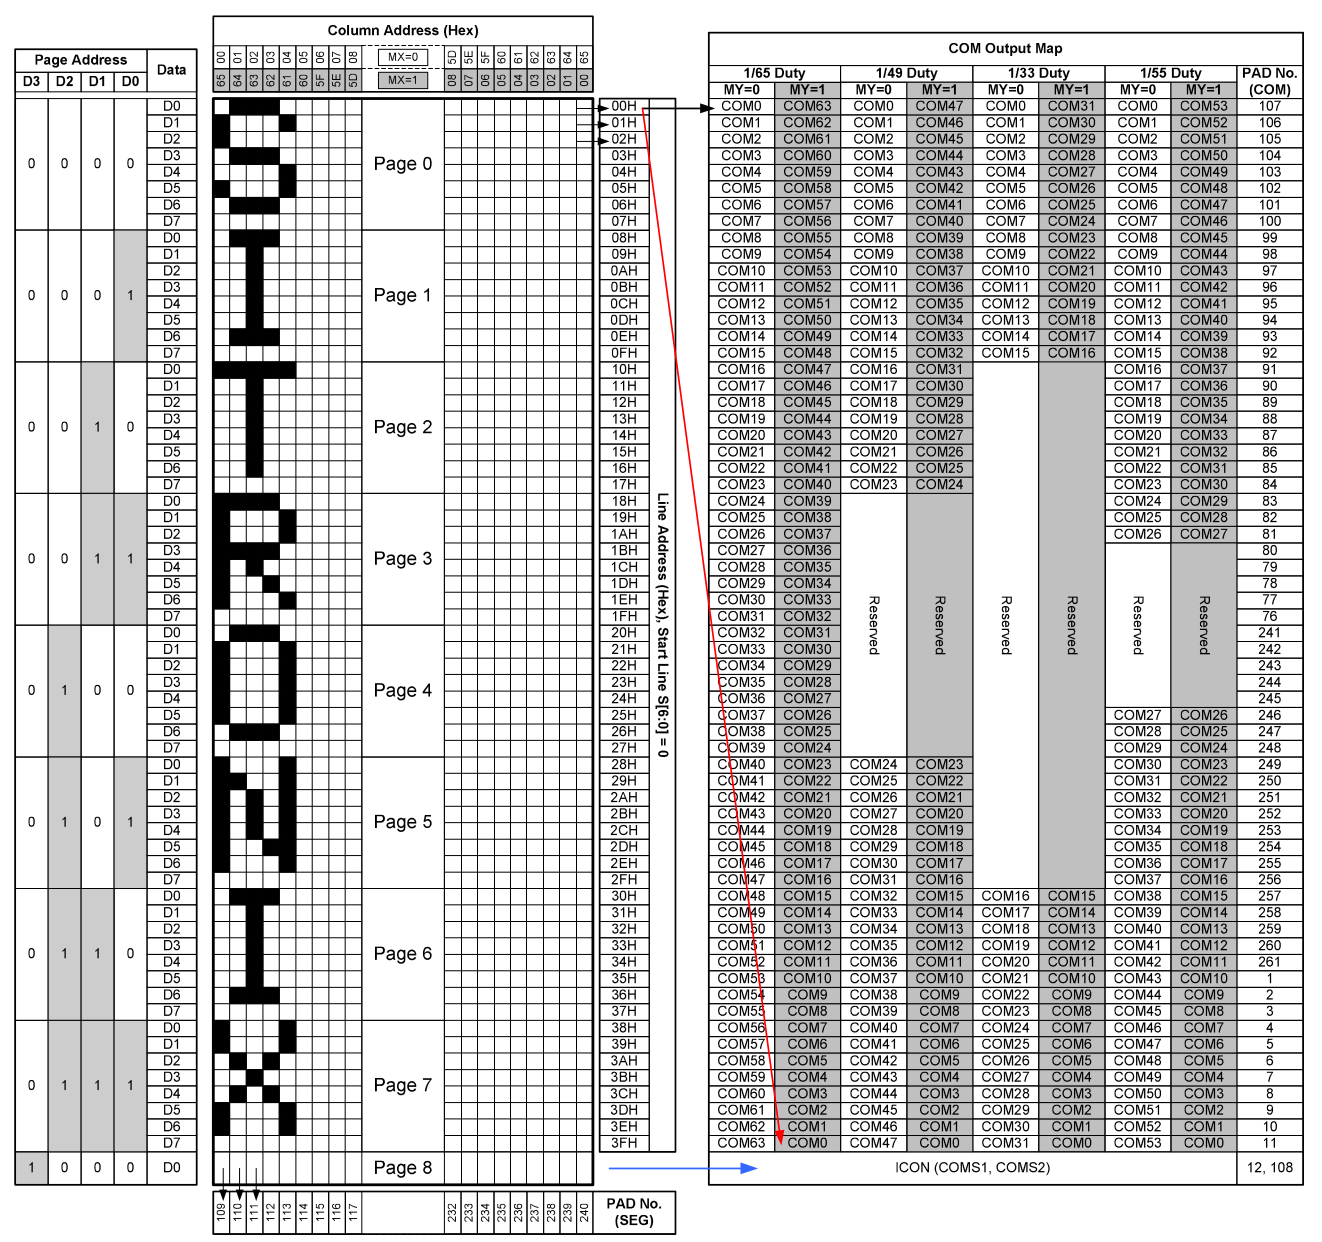 Column Address (Hex)
COM Output Map
Page Address
Data
00 01 02 03 04 05 06 07 08 MX=0 5D 5E 5F 60 61 62 63 64 65
65 64 63 62 61 60 5F 5E 5D MX=1 08 07 06 05 04 03 02 01 00
1/65 Duty 1/49 Duty 1/33 Duty 1/55 Duty PAD No. (COM)
D3 D2 D1 D0
MY=0 MY=1 MY=0 MY=1 MY=0 MY=1 MY=0 MY=1
D0 00H COM0 COM63 COM0 COM47 COM0 COM31 COM0 COM53 107
D1 01H COM1 COM62 COM1 COM46 COM1 COM30 COM1 COM52 106
D2 02H COM2 COM61 COM2 COM45 COM2 COM29 COM2 COM51 105
D3 03H COM3 COM60 COM3 COM44 COM3 COM28 COM3 COM50 104
0 0 0 0 Page 0
D4 04H COM4 COM59 COM4 COM43 COM4 COM27 COM4 COM49 103
D5 05H COM5 COM58 COM5 COM42 COM5 COM26 COM5 COM48 102
D6 06H COM6 COM57 COM6 COM41 COM6 COM25 COM6 COM47 101
D7 07H COM7 COM56 COM7 COM40 COM7 COM24 COM7 COM46 100
D0 08H COM8 COM55 COM8 COM39 COM8 COM23 COM8 COM45 99
D1 09H COM9 COM54 COM9 COM38 COM9 COM22 COM9 COM44 98
D2 0AH COM10 COM53 COM10 COM37 COM10 COM21 COM10 COM43 97
D3 0BH COM11 COM52 COM11 COM36 COM11 COM20 COM11 COM42 96
0 0 0 1 Page 1
D4 0CH COM12 COM51 COM12 COM35 COM12 COM19 COM12 COM41 95
D5 0DH COM13 COM50 COM13 COM34 COM13 COM18 COM13 COM40 94
D6 0EH COM14 COM49 COM14 COM33 COM14 COM17 COM14 COM39 93
D7 0FH COM15 COM48 COM15 COM32 COM15 COM16 COM15 COM38 92
D0 10H COM16 COM47 COM16 COM31 COM16 COM37 91
D1 11H COM17 COM46 COM17 COM30 COM17 COM36 90
D2 12H COM18 COM45 COM18 COM29 COM18 COM35 89
D3 13H COM19 COM44 COM19 COM28 COM19 COM34 88
0 0 1 0 Page 2
D4 14H COM20 COM43 COM20 COM27 COM20 COM33 87
D5 15H COM21 COM42 COM21 COM26 COM21 COM32 86
D6 16H COM22 COM41 COM22 COM25 COM22 COM31 85
D7 17H COM23 COM40 COM23 COM24 COM23 COM30 84
D0 18H COM24 COM39 COM24 COM29 83
D1 19H COM25 COM38 COM25 COM28 82
D2 1AH COM26 COM37 COM26 COM27 81
D3 1BH COM27 COM36 80
0 0 1 1 Page 3
D4 1CH COM28 COM35 79
D5 1DH COM29 COM34 78
D6 1EH COM30 COM33 77
D7 1FH COM31 COM32 76
Line Address (Hex), Start Line S[6:0] = 0
Reserved Reserved Reserved Reserved Reserved Reserved
D0 20H COM32 COM31 241
D1 21H COM33 COM30 242
D2 22H COM34 COM29 243
D3 23H COM35 COM28 244
0 1 0 0 Page 4
D4 24H COM36 COM27 245
D5 25H COM37 COM26 COM27 COM26 246
D6 26H COM38 COM25 COM28 COM25 247
D7 27H COM39 COM24 COM29 COM24 248
D0 28H COM40 COM23 COM24 COM23 COM30 COM23 249
D1 29H COM41 COM22 COM25 COM22 COM31 COM22 250
D2 2AH COM42 COM21 COM26 COM21 COM32 COM21 251
D3 2BH COM43 COM20 COM27 COM20 COM33 COM20 252
0 1 0 1 Page 5
D4 2CH COM44 COM19 COM28 COM19 COM34 COM19 253
D5 2DH COM45 COM18 COM29 COM18 COM35 COM18 254
D6 2EH COM46 COM17 COM30 COM17 COM36 COM17 255
D7 2FH COM47 COM16 COM31 COM16 COM37 COM16 256
D0 30H COM48 COM15 COM32 COM15 COM16 COM15 COM38 COM15 257
D1 31H COM49 COM14 COM33 COM14 COM17 COM14 COM39 COM14 258
D2 32H COM50 COM13 COM34 COM13 COM18 COM13 COM40 COM13 259
D3 33H COM51 COM12 COM35 COM12 COM19 COM12 COM41 COM12 260
0 1 1 0 Page 6
D4 34H COM52 COM11 COM36 COM11 COM20 COM11 COM42 COM11 261
D5 35H COM53 COM10 COM37 COM10 COM21 COM10 COM43 COM10 1
D6 36H COM54 COM9 COM38 COM9 COM22 COM9 COM44 COM9 2
D7 37H COM55 COM8 COM39 COM8 COM23 COM8 COM45 COM8 3
D0 38H COM56 COM7 COM40 COM7 COM24 COM7 COM46 COM7 4
D1 39H COM57 COM6 COM41 COM6 COM25 COM6 COM47 COM6 5
D2 3AH COM58 COM5 COM42 COM5 COM26 COM5 COM48 COM5 6
D3 3BH COM59 COM4 COM43 COM4 COM27 COM4 COM49 COM4 7
0 1 1 1 Page 7
D4 3CH COM60 COM3 COM44 COM3 COM28 COM3 COM50 COM3 8
D5 3DH COM61 COM2 COM45 COM2 COM29 COM2 COM51 COM2 9
D6 3EH COM62 COM1 COM46 COM1 COM30 COM1 COM52 COM1 10
D7 3FH COM63 COM0 COM47 COM0 COM31 COM0 COM53 COM0 11
1 0 0 0 D0 Page 8 ICON (COMS1, COMS2) 12, 108
109 110 111 112 113 114 115 116 117 232 233 234 235 236 237 238 239 240 PAD No. (SEG)
SITRONIX